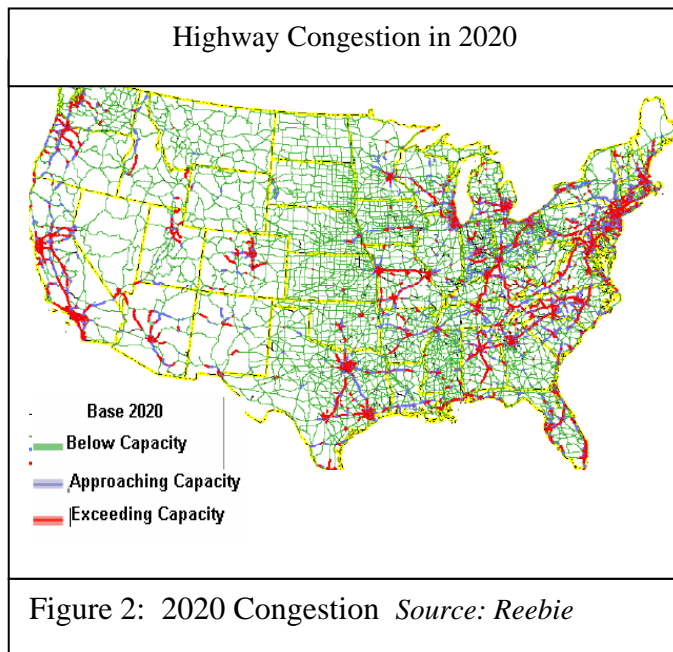 Highway Congestion in 2020
Base 2020
Below Capacity
Approaching Capacity
Exceeding Capacity
Figure 2: 2020 Congestion Source: Reebie